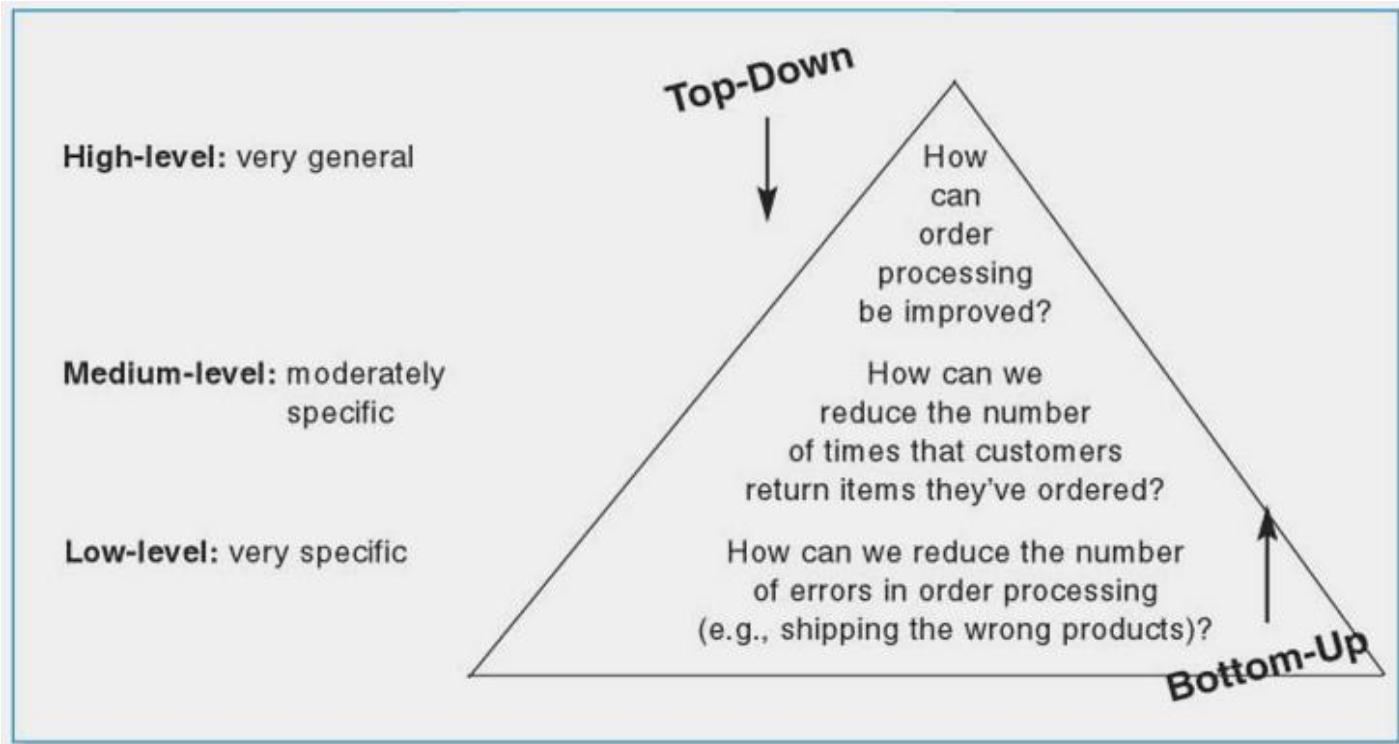 Top-Down
High-level: very general
How
can
order
processing
be improved?
Medium-level: moderately
specific
How can we
reduce the number
of times that customers
return items they've ordered?
Low-level: very specific
How can we reduce the number
of errors in order processing
(e.g., shipping the wrong products)?
Bottom-Up